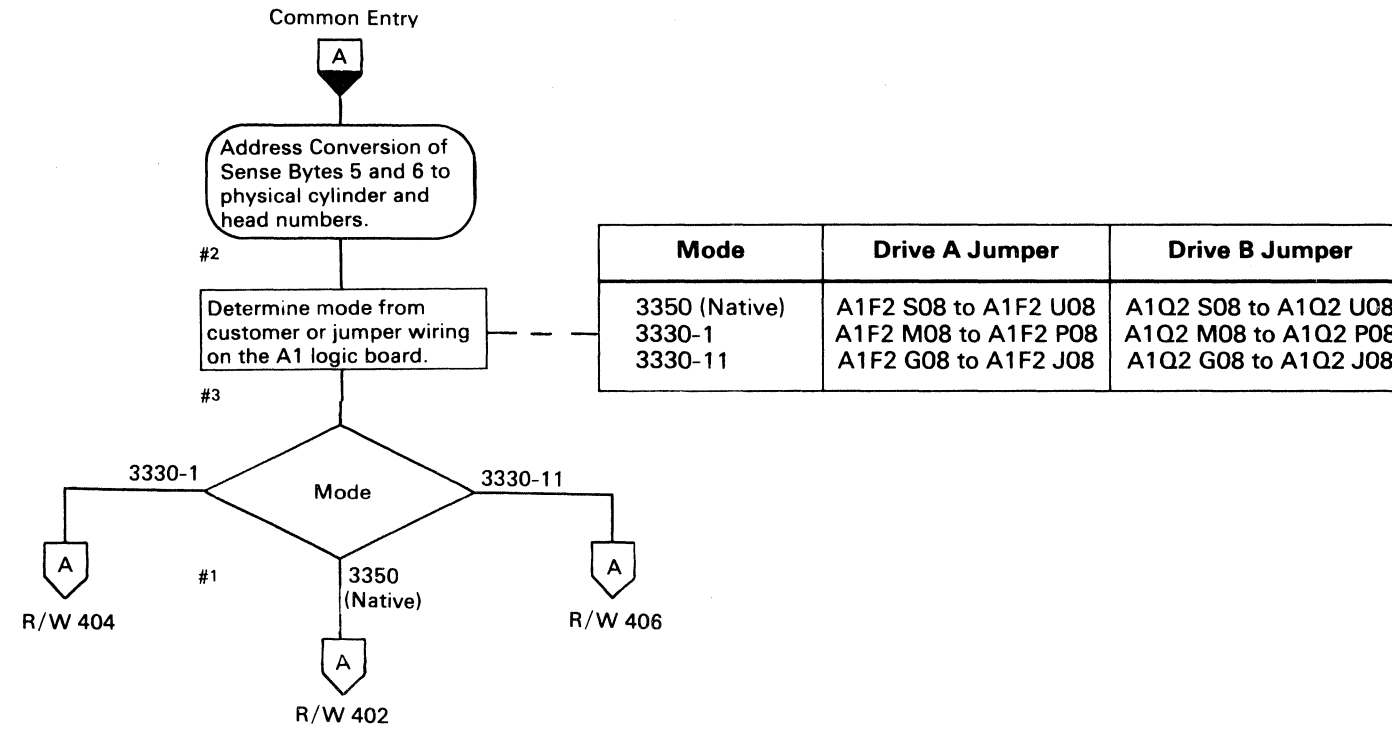 Common Entry
A
Address Conversion of
Sense Bytes 5 and 6 to
physical cylinder and
head numbers.
#2
Determine mode from
customer or jumper wiring
on the A1 logic board.
Mode Drive A Jumper Drive B Jumper
3350 (Native) A1F2 S08 to A1F2 U08 A1Q2 S08 to A1Q2 U08
3330-1 A1F2 M08 to A1F2 P08 A1Q2 M08 to A1Q2 P08
3330-11 A1F2 G08 to A1F2 J08 A1Q2 G08 to A1Q2 J08
#3
3330-1
Mode
3330-11
A
R/W 404
#1
3350
(Native)
A
R/W 406
A
R/W 402